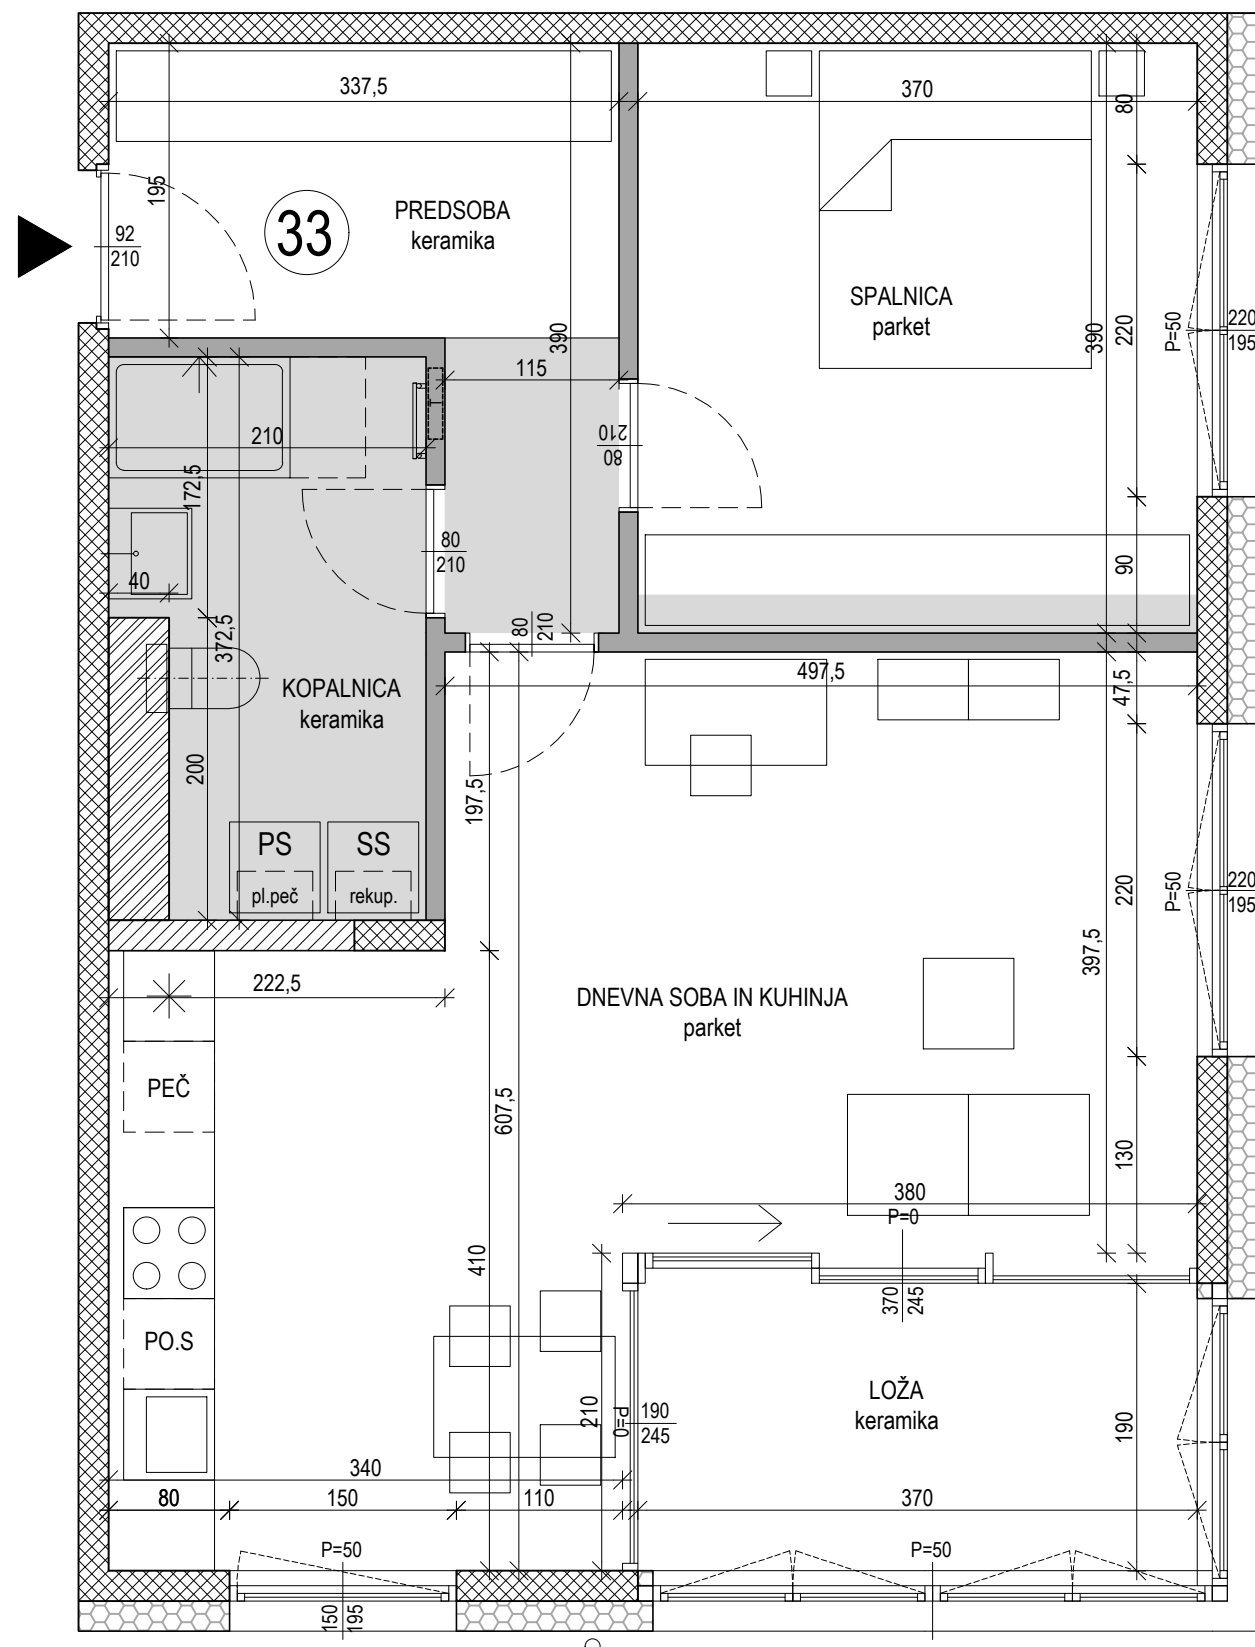 337,5
370
80
195
33
PREDSOBA
keramika
92
210
SPALNICA
parket
390
390
220
P=50
220
195
115
210
80
210
172,5
80
210
40
90
372,5
80
210
497,5
47,5
KOPALNICA
keramika
200
197,5
PS
SS
pl.peč
rekup.
220
P=50
220
195
397,5
222,5
DNEVNA SOBA IN KUHINJA
parket
PEČ
607,5
130
380
P=0
410
370
245
PO.S
LOŽA
keramika
210
P=0
190
245
190
340
80
150
110
370
P=50
P=50
150
195